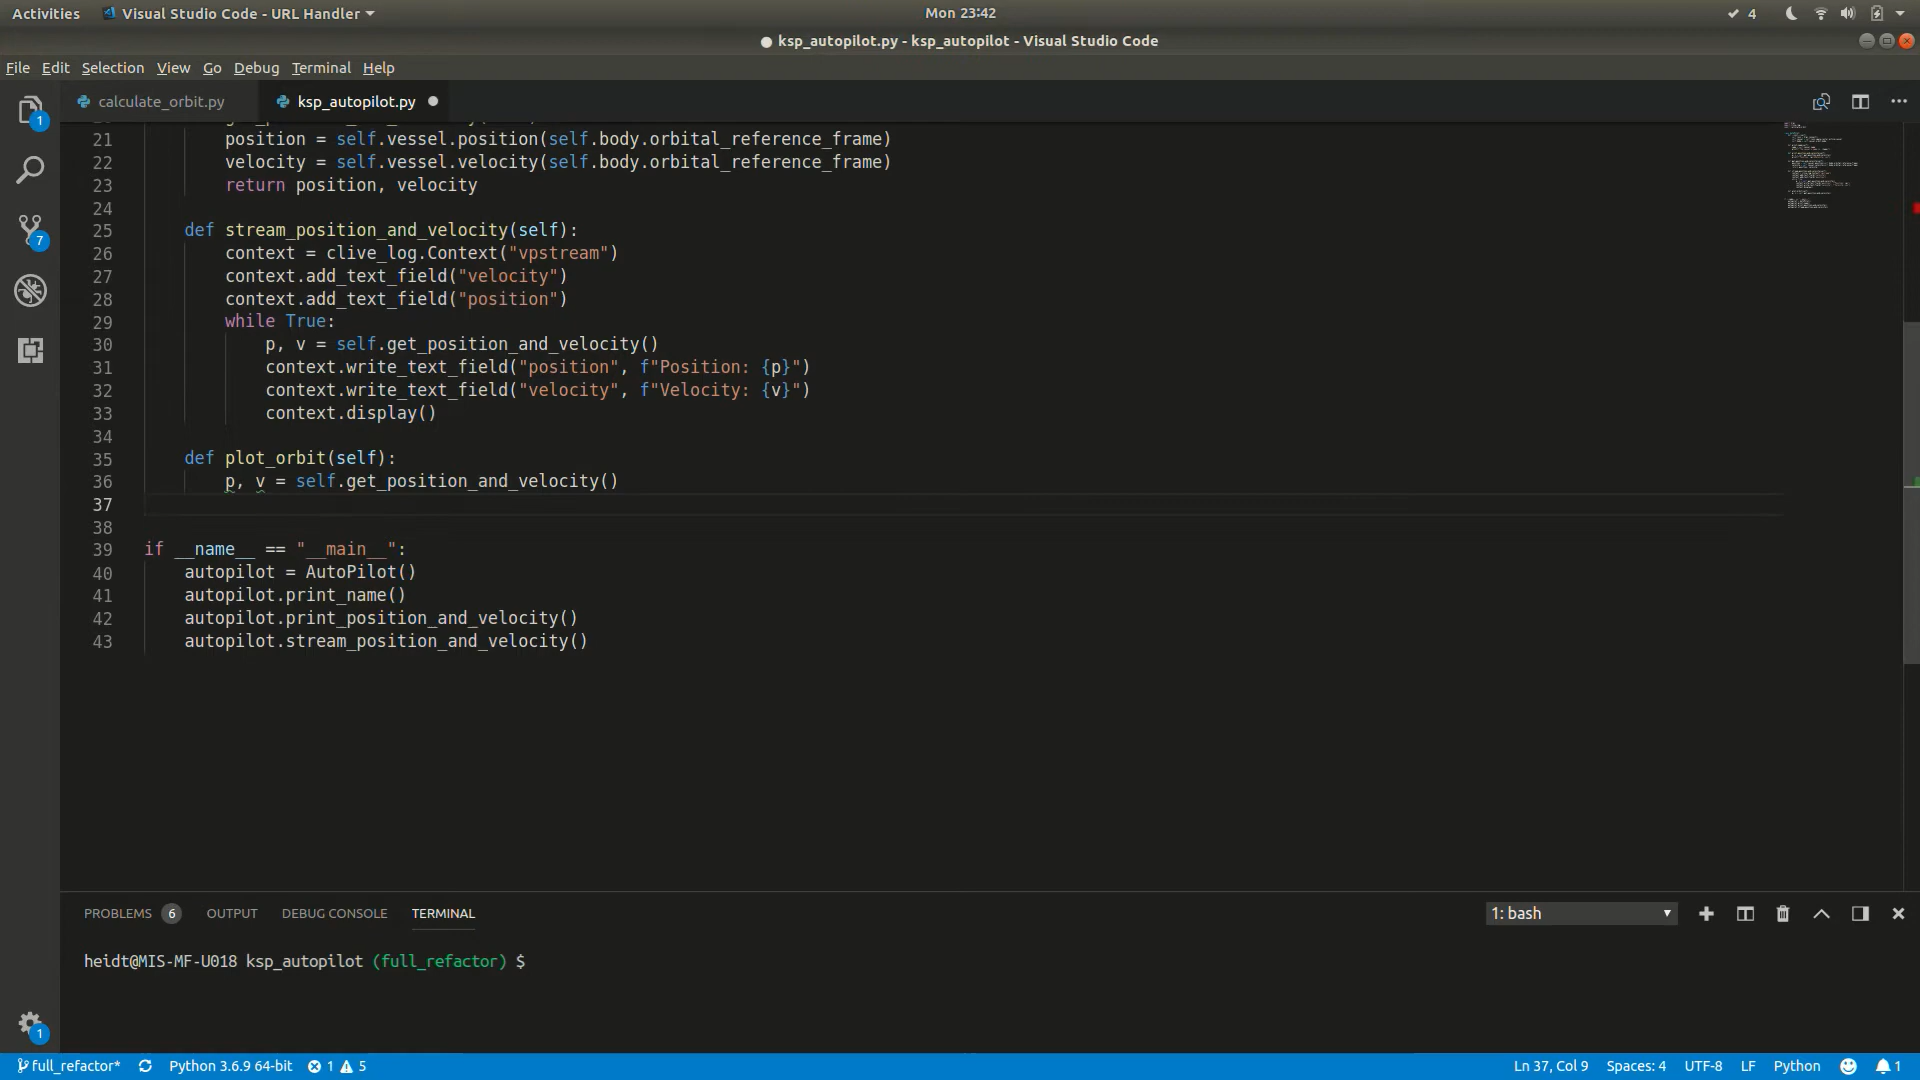 Activities Visual Studio Code - URL Handler Mon 23:42 4
ksp_autopilot.py - ksp_autopilot - Visual Studio Code
File Edit Selection View Go Debug Terminal Help
calculate_orbit.py ksp_autopilot.py
21 position = self.vessel.position(self.body.orbital_reference_frame)
22 velocity = self.vessel.velocity(self.body.orbital_reference_frame)
23 return position, velocity
24
25 def stream_position_and_velocity(self):
26 context = clive_log.Context("vpstream")
27 context.add_text_field("velocity")
28 context.add_text_field("position")
29 while True:
30 p, v = self.get_position_and_velocity()
31 context.write_text_field("position", f"Position: {p}")
32 context.write_text_field("velocity", f"Velocity: {v}")
33 context.display()
34
35 def plot_orbit(self):
36 p, v = self.get_position_and_velocity()
37
38
39 if __name__ == "__main__":
40 autopilot = AutoPilot()
41 autopilot.print_name()
42 autopilot.print_position_and_velocity()
43 autopilot.stream_position_and_velocity()
1
7
1
PROBLEMS 6 OUTPUT DEBUG CONSOLE TERMINAL 1: bash
heidt@MIS-MF-U018 ksp_autopilot (full_refactor) $
full_refactor* Python 3.6.9 64-bit 1 5 Ln 37, Col 9 Spaces: 4 UTF-8 LF Python 1